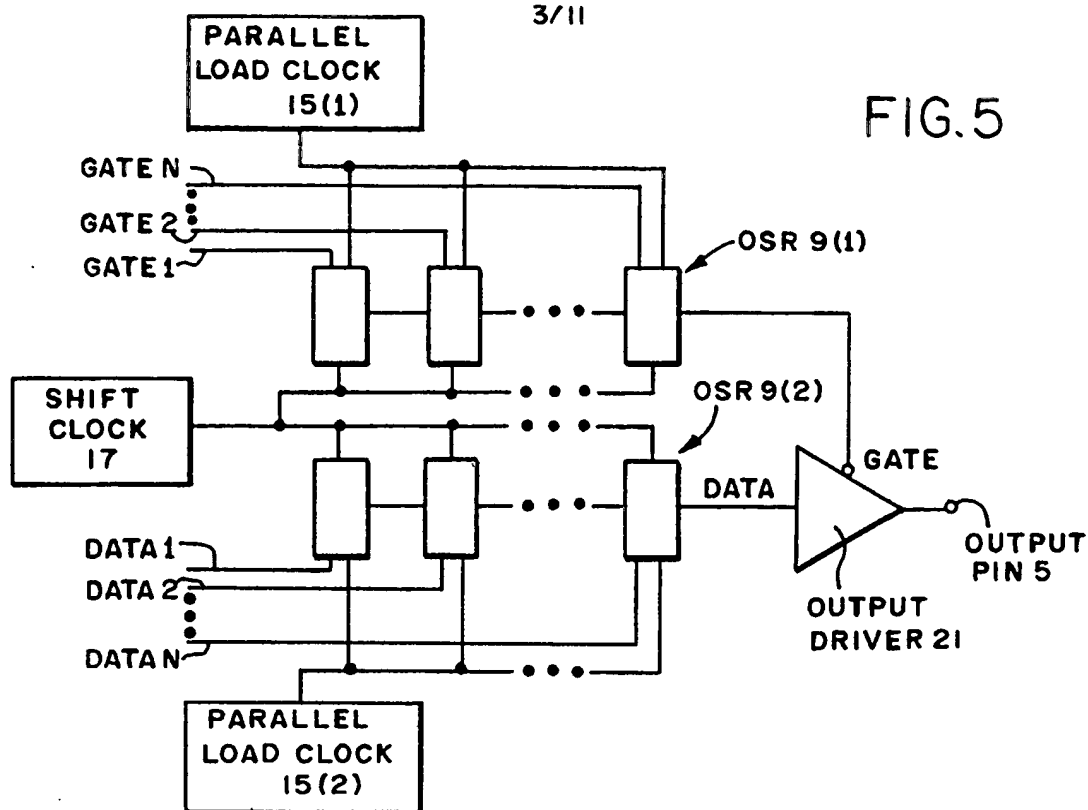 3/11
PARALLEL
LOAD CLOCK
15(1)
FIG.5
GATE N
GATE 2
GATE 1
OSR 9(1)
SHIFT
CLOCK
17
OSR 9(2)
GATE
DATA
OUTPUT
PIN 5
DATA 1
DATA 2
OUTPUT
DRIVER 21
DATA N
PARALLEL
LOAD CLOCK
15(2)